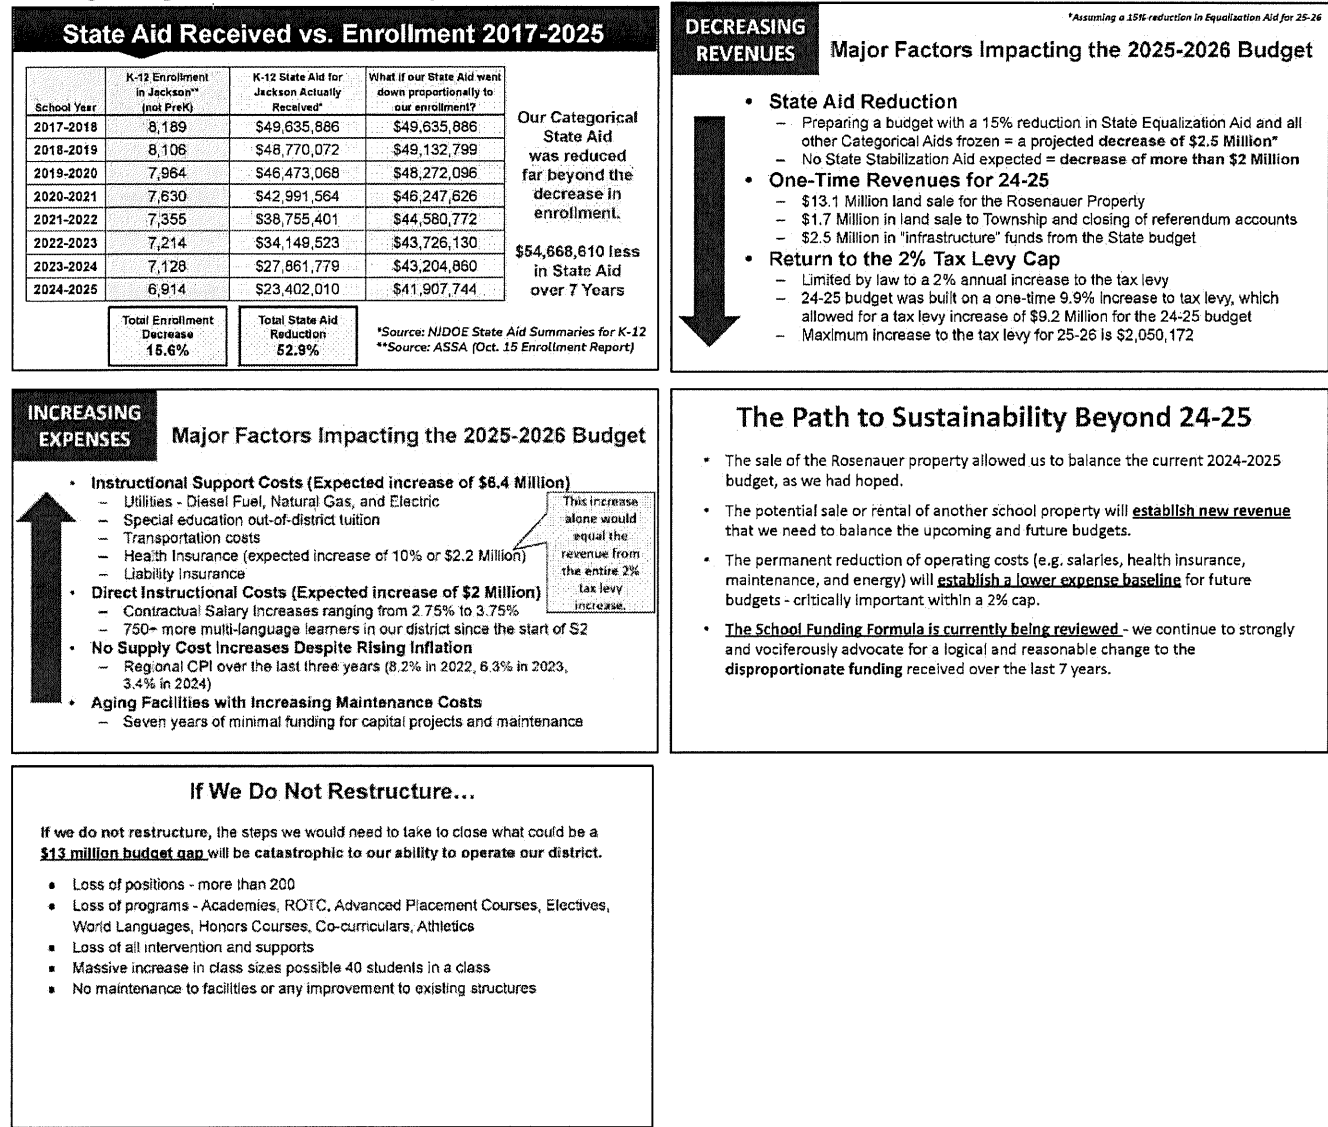 State Aid Received vs. Enrollment 2017-2025
School Year | K-12 Enrollment in Jackson** (not PreK) | K-12 State Aid for Jackson Actually Received* | What if our State Aid went down proportionally to our enrollment?
2017-2018 | 8,189 | $49,635,886 | $49,635,886
2018-2019 | 8,106 | $48,770,072 | $49,132,799
2019-2020 | 7,964 | $46,473,068 | $48,272,096
2020-2021 | 7,630 | $42,991,564 | $46,247,626
2021-2022 | 7,355 | $38,755,401 | $44,580,772
2022-2023 | 7,214 | $34,149,523 | $43,726,130
2023-2024 | 7,128 | $27,861,779 | $43,204,860
2024-2025 | 6,914 | $23,402,010 | $41,907,744
Total Enrollment
Decrease
15.6%
Total State Aid
Reduction
52.9%
Our Categorical
State Aid
was reduced
far beyond the
decrease in
enrollment.
$54,668,610 less
in State Aid
over 7 Years
*Source: NJDOE State Aid Summaries for K-12
**Source: ASSA (Oct. 15 Enrollment Report)
DECREASING
REVENUES
*Assuming a 15% reduction in Equalization Aid for 25-26
Major Factors Impacting the 2025-2026 Budget
• State Aid Reduction
– Preparing a budget with a 15% reduction in State Equalization Aid and all
other Categorical Aids frozen = a projected decrease of $2.5 Million*
– No State Stabilization Aid expected = decrease of more than $2 Million
• One-Time Revenues for 24-25
– $13.1 Million land sale for the Rosenauer Property
– $1.7 Million in land sale to Township and closing of referendum accounts
– $2.5 Million in "infrastructure" funds from the State budget
• Return to the 2% Tax Levy Cap
– Limited by law to a 2% annual increase to the tax levy
– 24-25 budget was built on a one-time 9.9% increase to tax levy, which
allowed for a tax levy increase of $9.2 Million for the 24-25 budget
– Maximum increase to the tax levy for 25-26 is $2,050,172
INCREASING
EXPENSES
Major Factors Impacting the 2025-2026 Budget
• Instructional Support Costs (Expected increase of $6.4 Million)
– Utilities - Diesel Fuel, Natural Gas, and Electric
– Special education out-of-district tuition
– Transportation costs
– Health Insurance (expected increase of 10% or $2.2 Million)
– Liability Insurance
This increase
alone would
equal the
revenue from
the entire 2%
tax levy
increase.
• Direct Instructional Costs (Expected increase of $2 Million)
– Contractual Salary Increases ranging from 2.75% to 3.75%
– 750+ more multi-language learners in our district since the start of S2
• No Supply Cost Increases Despite Rising Inflation
– Regional CPI over the last three years (8.2% in 2022, 6.3% in 2023,
3.4% in 2024)
• Aging Facilities with Increasing Maintenance Costs
– Seven years of minimal funding for capital projects and maintenance
The Path to Sustainability Beyond 24-25
• The sale of the Rosenauer property allowed us to balance the current 2024-2025
budget, as we had hoped.
• The potential sale or rental of another school property will establish new revenue
that we need to balance the upcoming and future budgets.
• The permanent reduction of operating costs (e.g. salaries, health insurance,
maintenance, and energy) will establish a lower expense baseline for future
budgets - critically important within a 2% cap.
• The School Funding Formula is currently being reviewed - we continue to strongly
and vociferously advocate for a logical and reasonable change to the
disproportionate funding received over the last 7 years.
If We Do Not Restructure...
If we do not restructure, the steps we would need to take to close what could be a
$13 million budget gap will be catastrophic to our ability to operate our district.
• Loss of positions - more than 200
• Loss of programs - Academies, ROTC, Advanced Placement Courses, Electives,
World Languages, Honors Courses, Co-curriculars, Athletics
• Loss of all intervention and supports
• Massive increase in class sizes possible 40 students in a class
• No maintenance to facilities or any improvement to existing structures